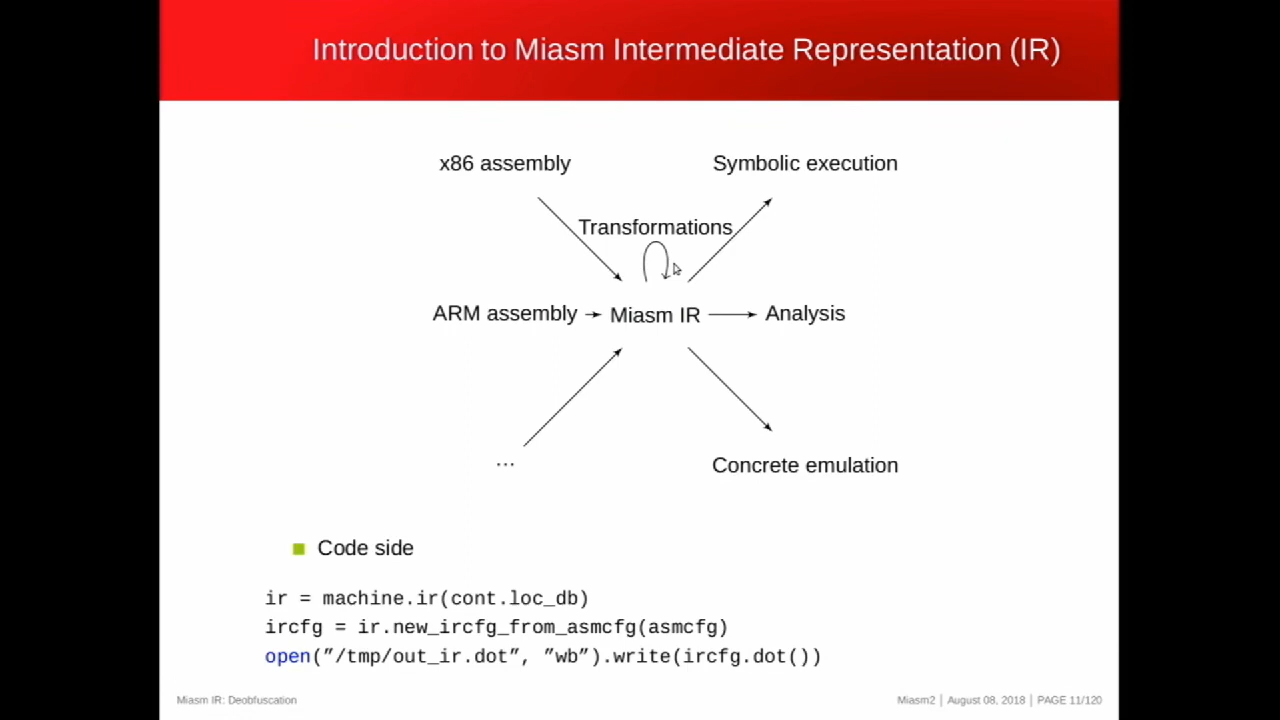 Introduction to Miasm Intermediate Representation (IR)
x86 assembly
Symbolic execution
Transformations
ARM assembly
Miasm IR
Analysis
...
Concrete emulation
Code side
ir = machine.ir(cont.loc_db)
ircfg = ir.new_ircfg_from_asmcfg(asmcfg)
open(”/tmp/out_ir.dot”, ”wb”).write(ircfg.dot())
Miasm IR: Deobfuscation
Miasm2 | August 08, 2018 | PAGE 11/120